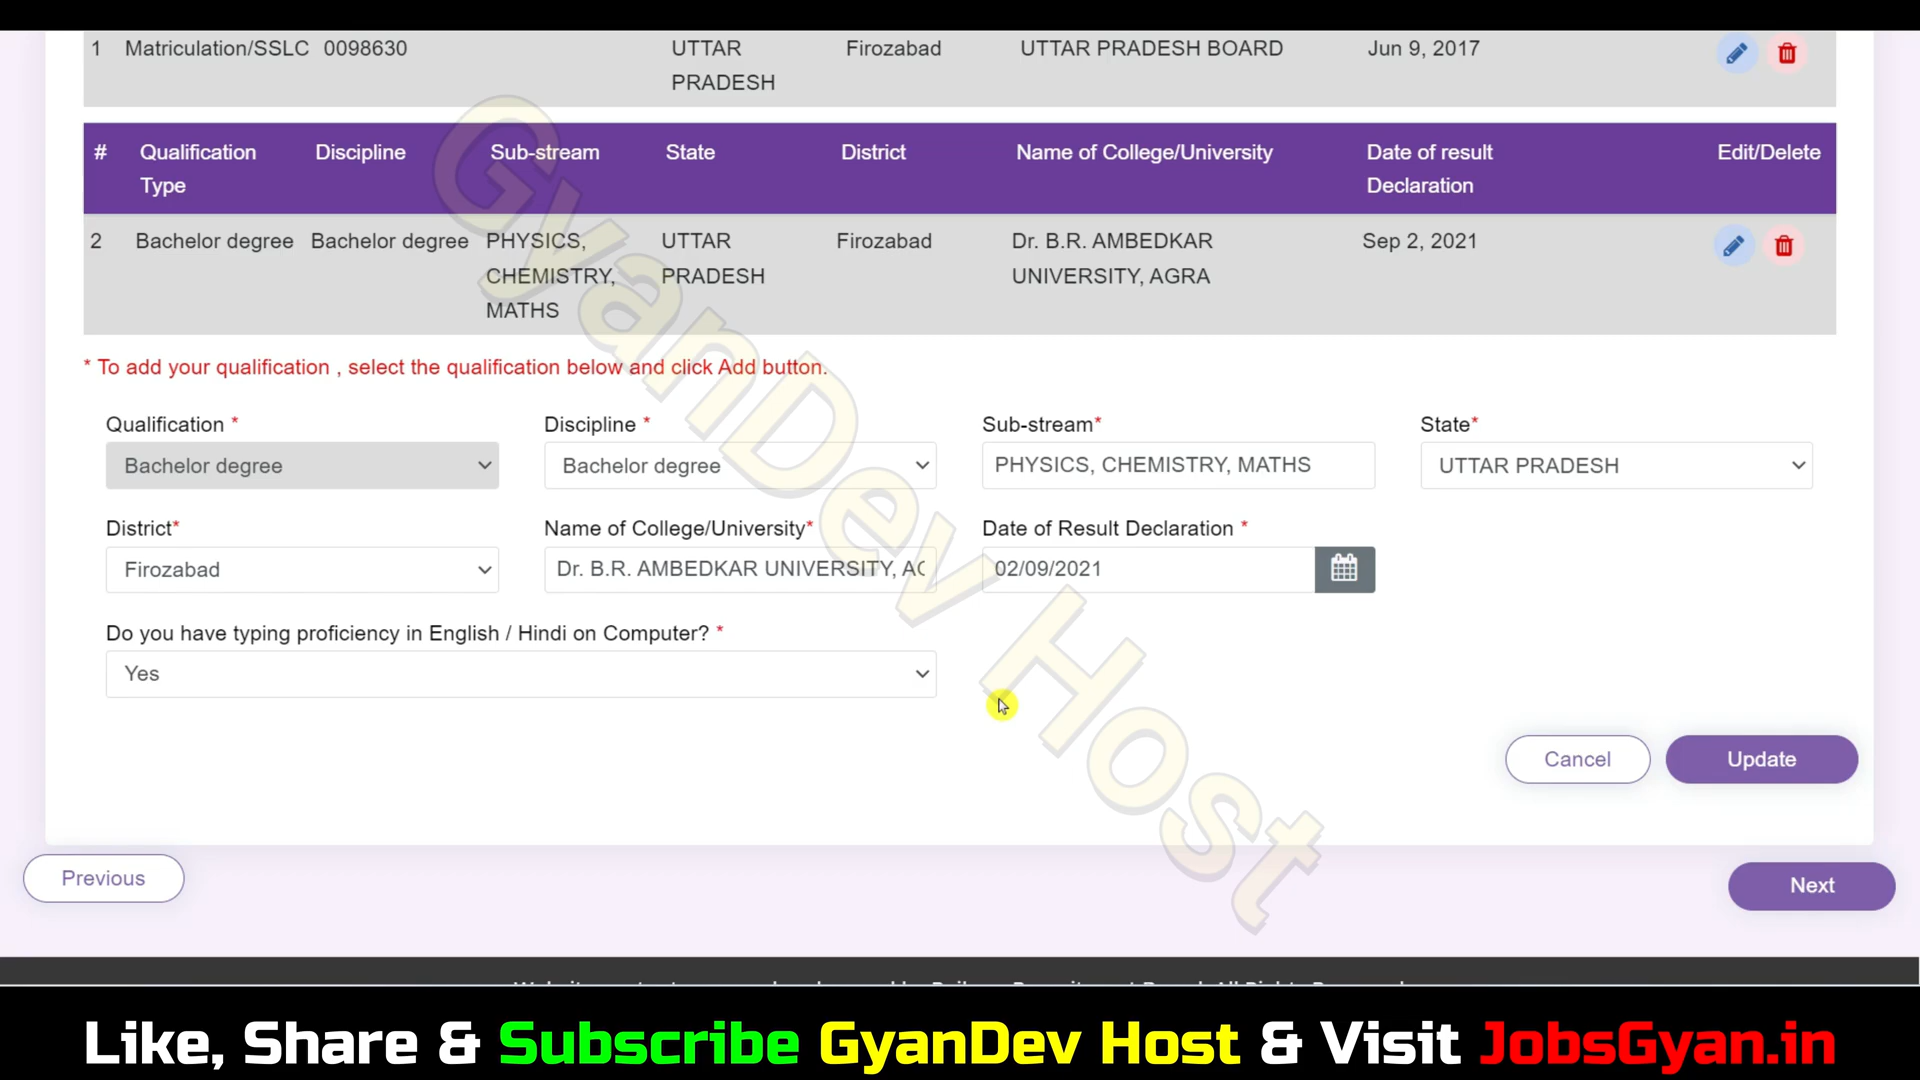 1 Matriculation/SSLC 0098630 UTTAR Firozabad UTTAR PRADESH BOARD Jun 9, 2017
PRADESH
# Qualification Discipline Sub-stream State District Name of College/University Date of result Edit/Delete
Type Declaration
2 Bachelor degree Bachelor degree PHYSICS, UTTAR Firozabad Dr. B.R. AMBEDKAR Sep 2, 2021
CHEMISTRY, PRADESH UNIVERSITY, AGRA
MATHS
* To add your qualification , select the qualification below and click Add button.
Qualification * Discipline * Sub-stream* State*
Bachelor degree Bachelor degree PHYSICS, CHEMISTRY, MATHS UTTAR PRADESH
District* Name of College/University* Date of Result Declaration *
Firozabad Dr. B.R. AMBEDKAR UNIVERSITY, 02/09/2021
Do you have typing proficiency in English / Hindi on Computer? *
Yes
GyanDev Host
Cancel Update
Previous Next
Like, Share & Subscribe GyanDev Host & Visit JobsGyan.in